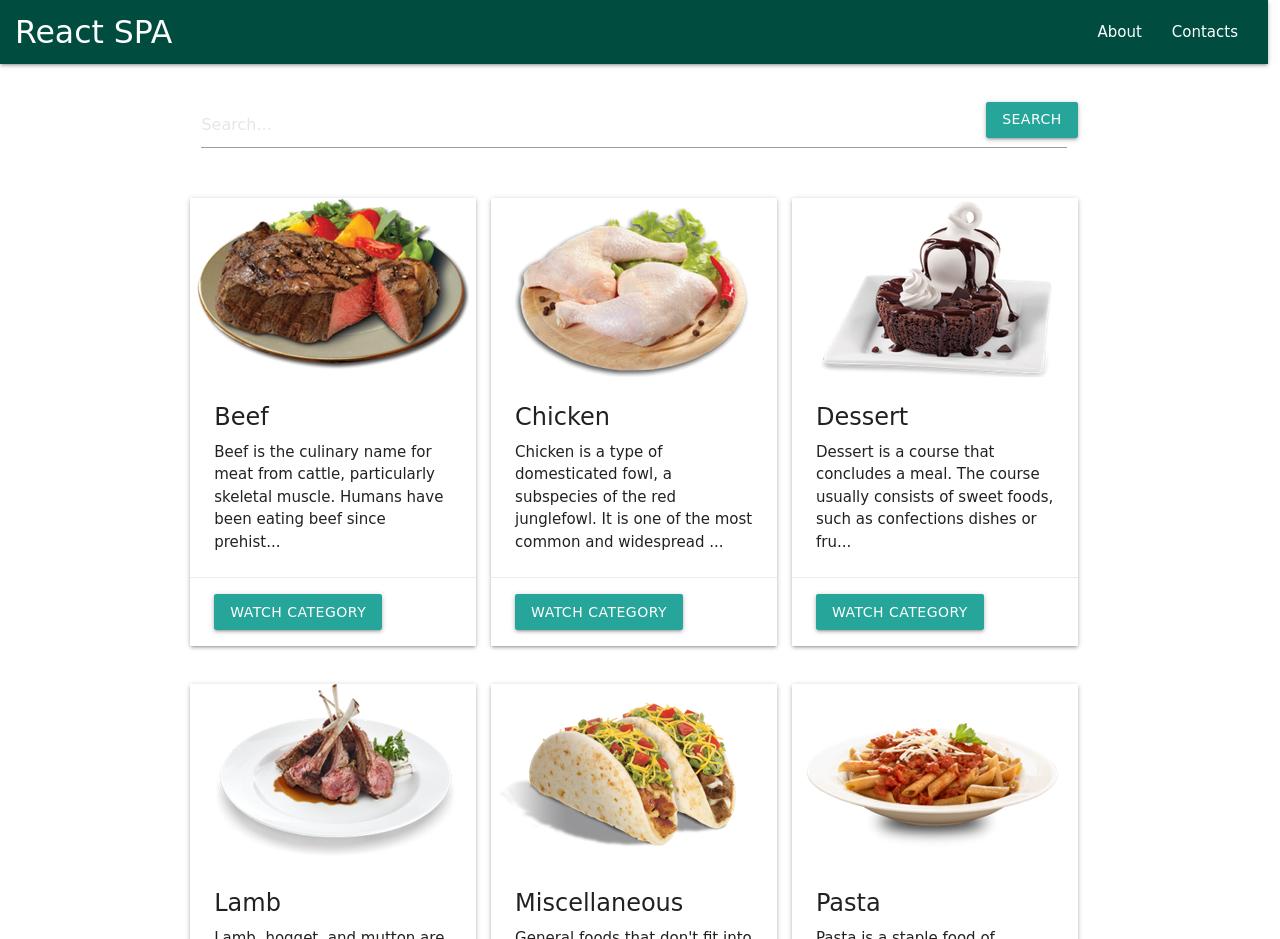 React SPA
About
Contacts
Search...
SEARCH
Beef
Beef is the culinary name for
meat from cattle, particularly
skeletal muscle. Humans have
been eating beef since
prehist...
WATCH CATEGORY
Chicken
Chicken is a type of
domesticated fowl, a
subspecies of the red
junglefowl. It is one of the most
common and widespread ...
WATCH CATEGORY
Dessert
Dessert is a course that
concludes a meal. The course
usually consists of sweet foods,
such as confections dishes or
fru...
WATCH CATEGORY
Lamb
Lamb, hogget, and mutton are
Miscellaneous
General foods that don't fit into
Pasta
Pasta is a staple food of